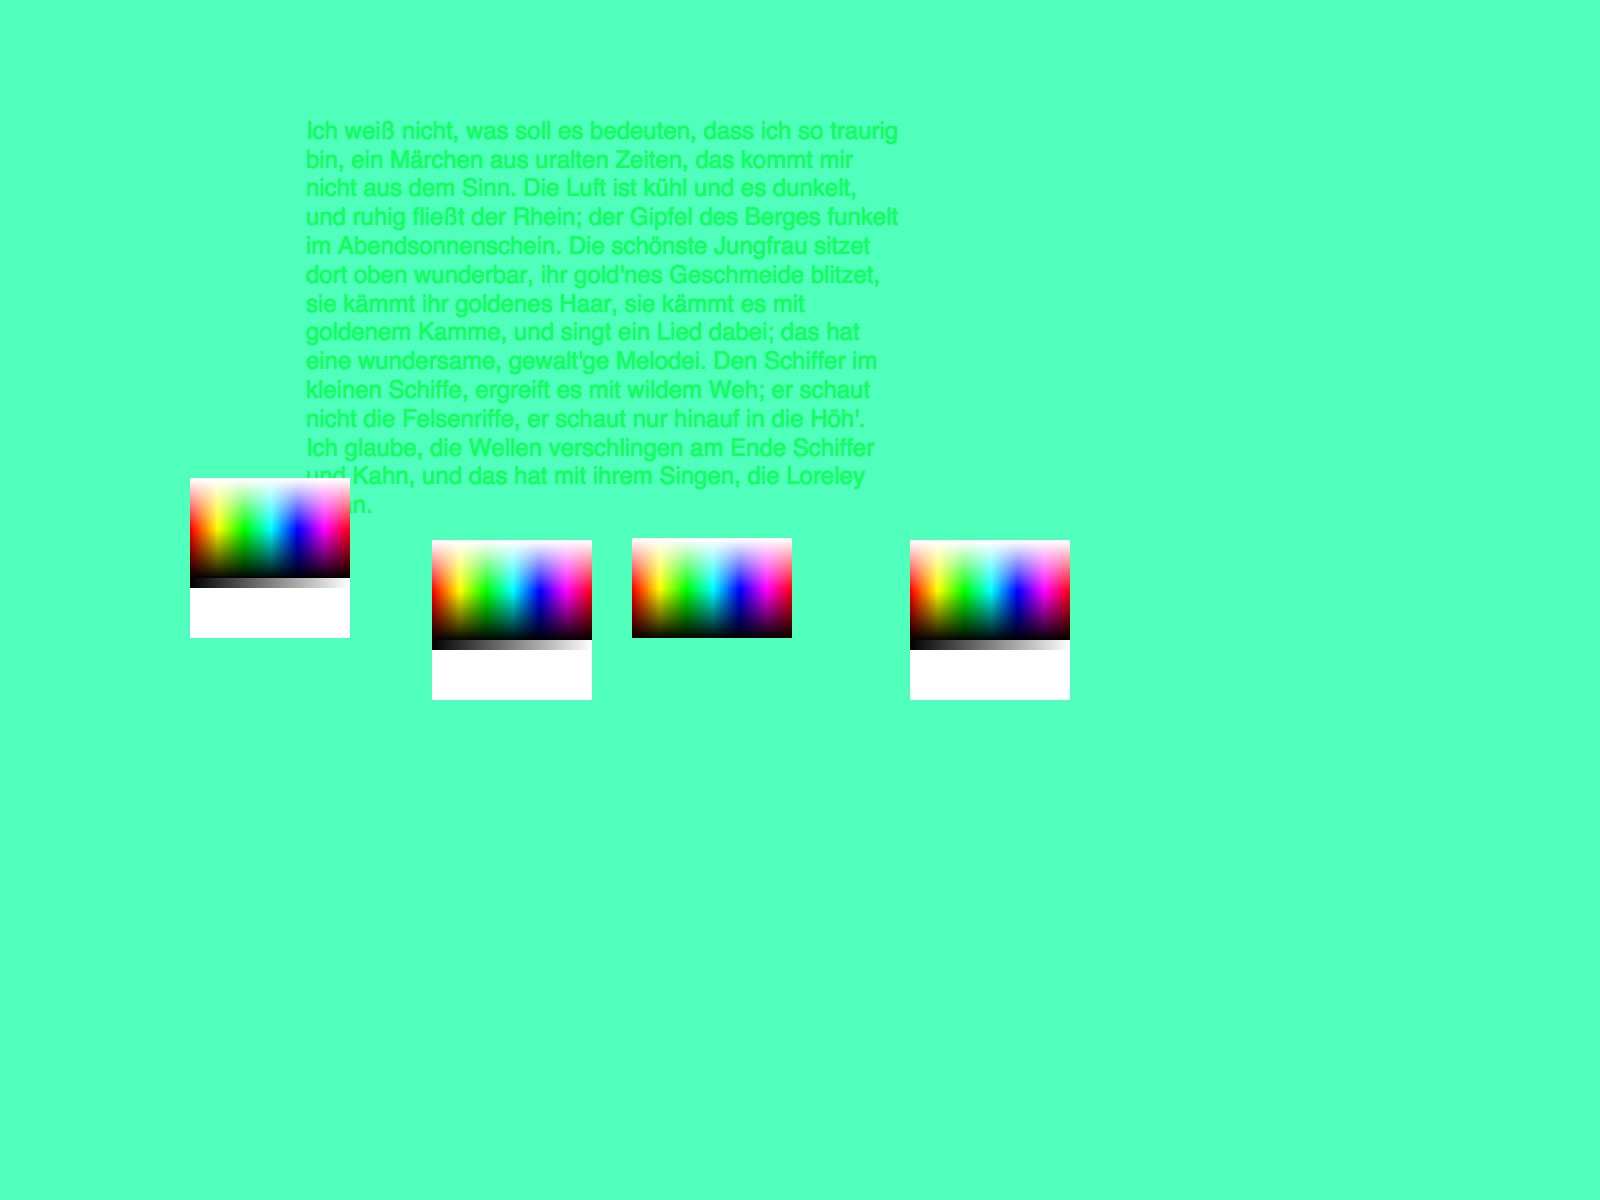 Ich weiß nicht, was soll es bedeuten, dass ich so traurig
bin, ein Märchen aus uralten Zeiten, das kommt mir
nicht aus dem Sinn. Die Luft ist kühl und es dunkelt,
und ruhig fließt der Rhein; der Gipfel des Berges funkelt
im Abendsonnenschein. Die schönste Jungfrau sitzet
dort oben wunderbar, ihr gold'nes Geschmeide blitzet,
sie kämmt ihr goldenes Haar, sie kämmt es mit
goldenem Kamme, und singt ein Lied dabei; das hat
eine wundersame, gewalt'ge Melodei. Den Schiffer im
kleinen Schiffe, ergreift es mit wildem Weh; er schaut
nicht die Felsenriffe, er schaut nur hinauf in die Höh'.
Ich glaube, die Wellen verschlingen am Ende Schiffer
und Kahn, und das hat mit ihrem Singen, die Loreley